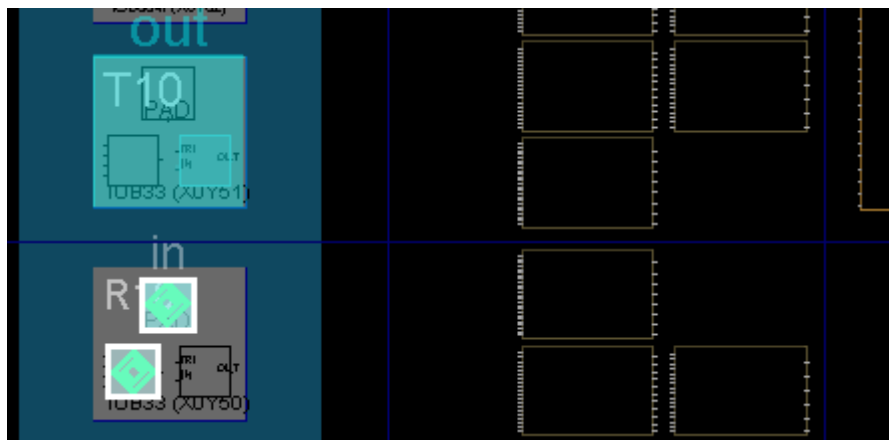 out
T10
PAD
TRI
IN
OUT
IOB33 (X0Y51)
in
PAD
TRI
IN
OUT
IOB33 (X0Y50)